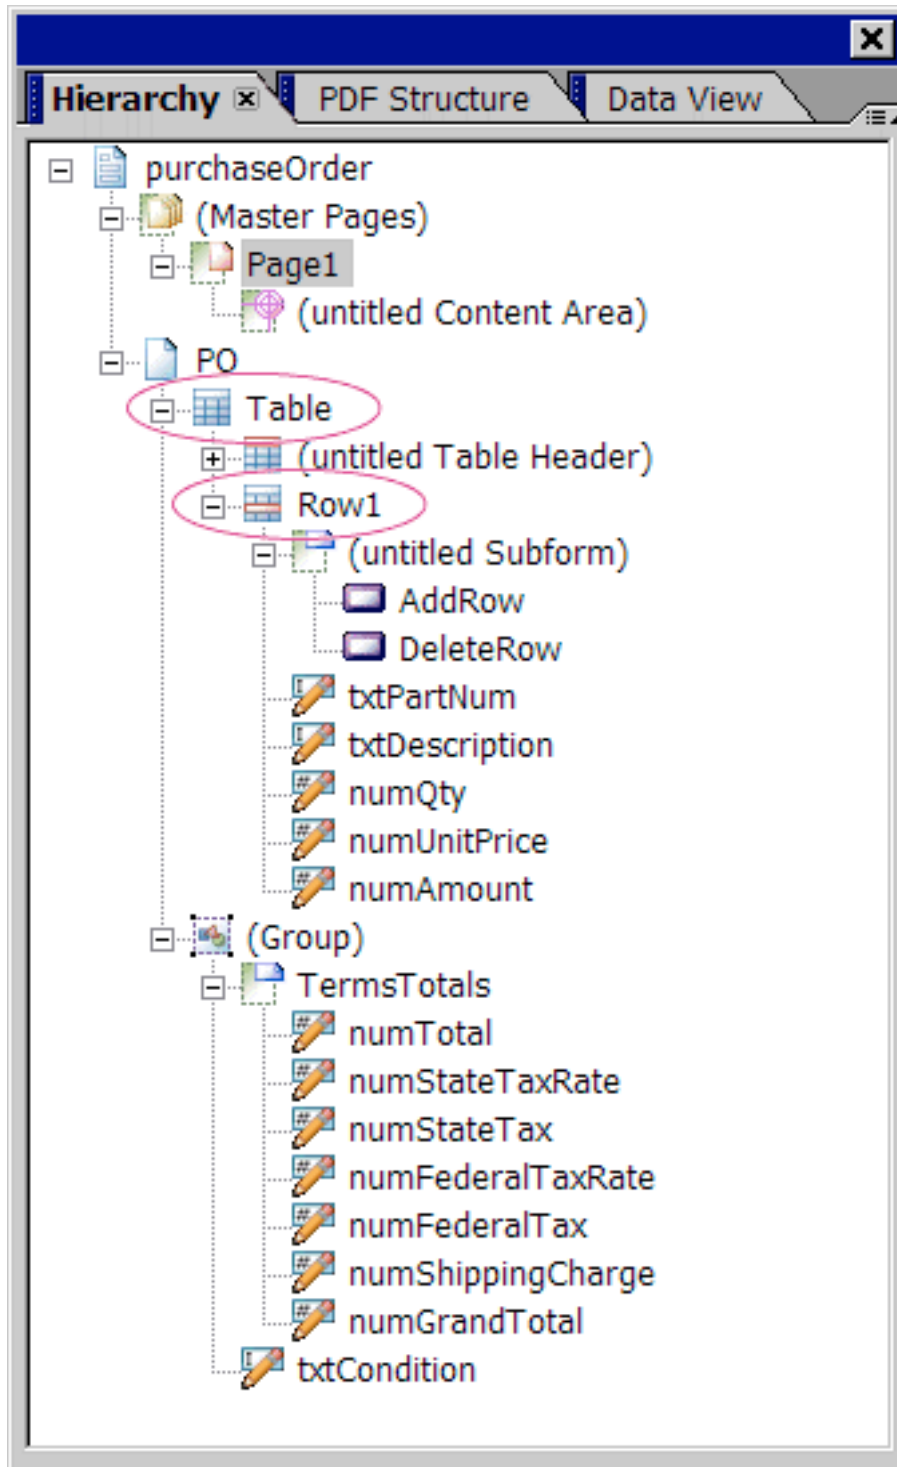 Hierarchy PDF Structure Data View
purchaseOrder
(Master Pages)
Page1
(untitled Content Area)
PO
Table
(untitled Table Header)
Row1
(untitled Subform)
AddRow
DeleteRow
txtPartNum
txtDescription
numQty
numUnitPrice
numAmount
(Group)
TermsTotals
numTotal
numStateTaxRate
numStateTax
numFederalTaxRate
numFederalTax
numShippingCharge
numGrandTotal
txtCondition